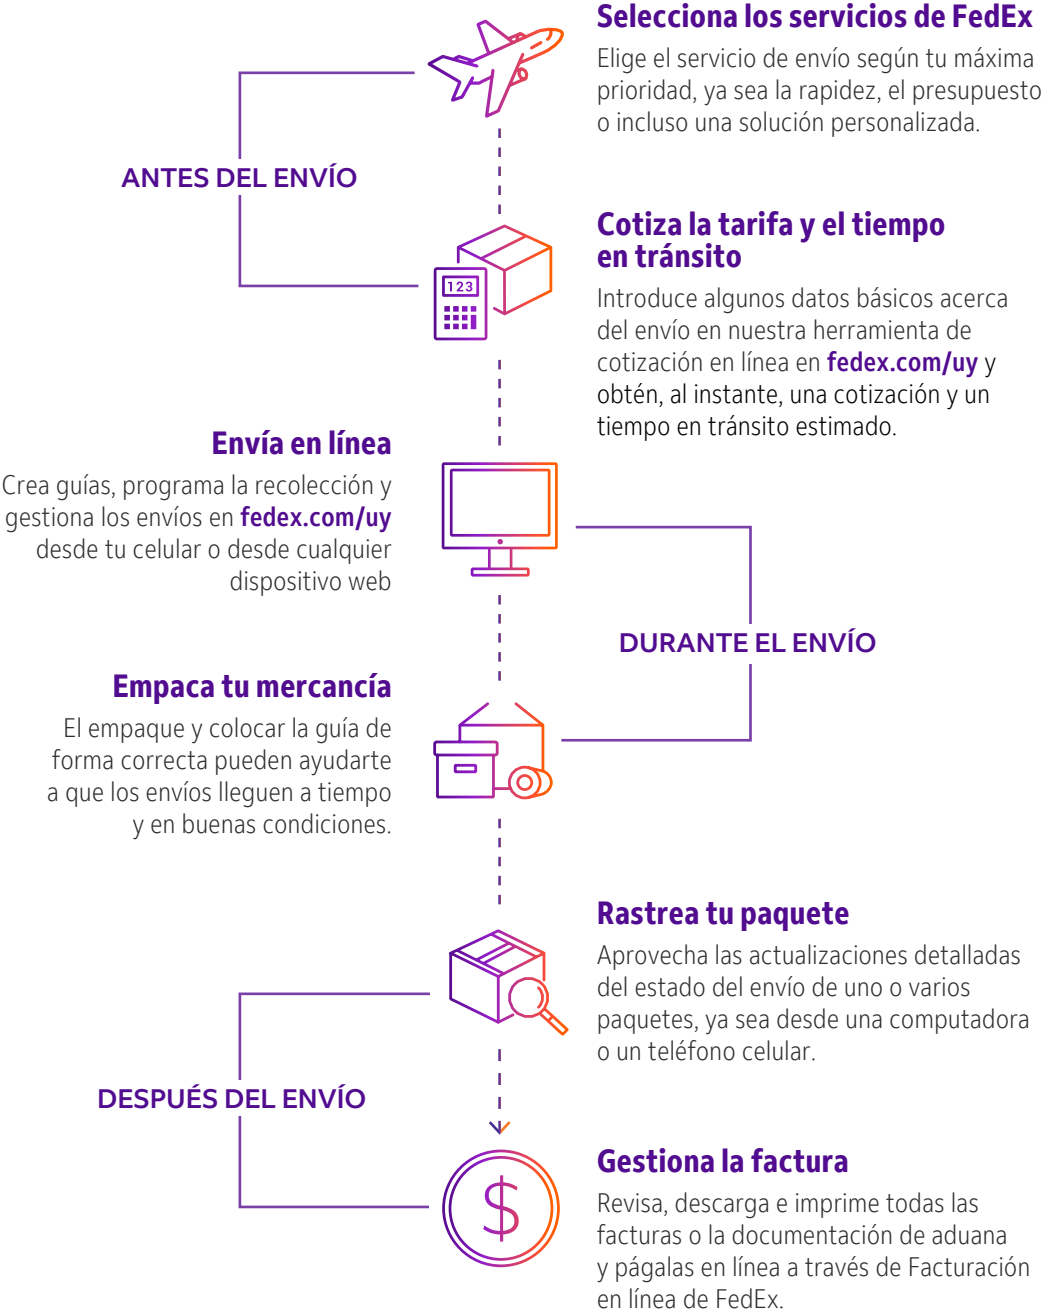 Selecciona los servicios de FedEx
Elige el servicio de envío según tu máxima
prioridad, ya sea la rapidez, el presupuesto
o incluso una solución personalizada.
ANTES DEL ENVÍO
Cotiza la tarifa y el tiempo
en tránsito
123
Introduce algunos datos básicos acerca
del envío en nuestra herramienta de
cotización en línea en fedex.com/uy y
obtén, al instante, una cotización y un
tiempo en tránsito estimado.
Envía en línea
Crea guías, programa la recolección y
gestiona los envíos en fedex.com/uy
desde tu celular o desde cualquier
dispositivo web
DURANTE EL ENVÍO
Empaca tu mercancía
El empaque y colocar la guía de
forma correcta pueden ayudarte
a que los envíos lleguen a tiempo
y en buenas condiciones.
Rastrea tu paquete
Aprovecha las actualizaciones detalladas
del estado del envío de uno o varios
paquetes, ya sea desde una computadora
o un teléfono celular.
DESPUÉS DEL ENVÍO
Gestiona la factura
$
Revisa, descarga e imprime todas las
facturas o la documentación de aduana
y págalas en línea a través de Facturación
en línea de FedEx.